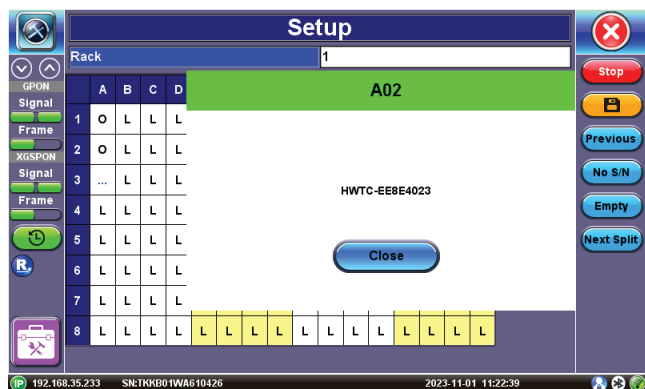 Setup
Rack 1
Stop
GPON
Signal
Frame
XGSPON
Signal
Frame
A B C D
A02
1 O L L L
2 O L L L
3 ... L L L
4 L L L L
5 L L L L
6 L L L L
7 L L L L
8 L L L L L L L L L L L L L L L L
HWTC-EE8E4023
Close
Previous
No S/N
Empty
Next Split
R.
IP 192.168.35.233 SN:TKKB01WA610426 2023-11-01 11:22:39